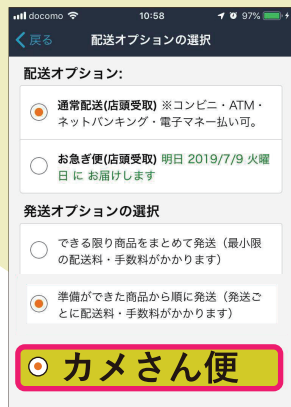 docomo 10:58 97%
戻る 配送オプションの選択
配送オプション:
通常配送(店頭受取) ※コンビニ・ATM・
ネットバンキング・電子マネー払い可。
お急ぎ便(店頭受取) 明日 2019/7/9 火曜
日 に お届けします
発送オプションの選択
できる限り商品をまとめて発送（最小限
の配送料・手数料がかかります）
準備ができた商品から順に発送（発送ご
とに配送料・手数料がかかります）
カメさん便